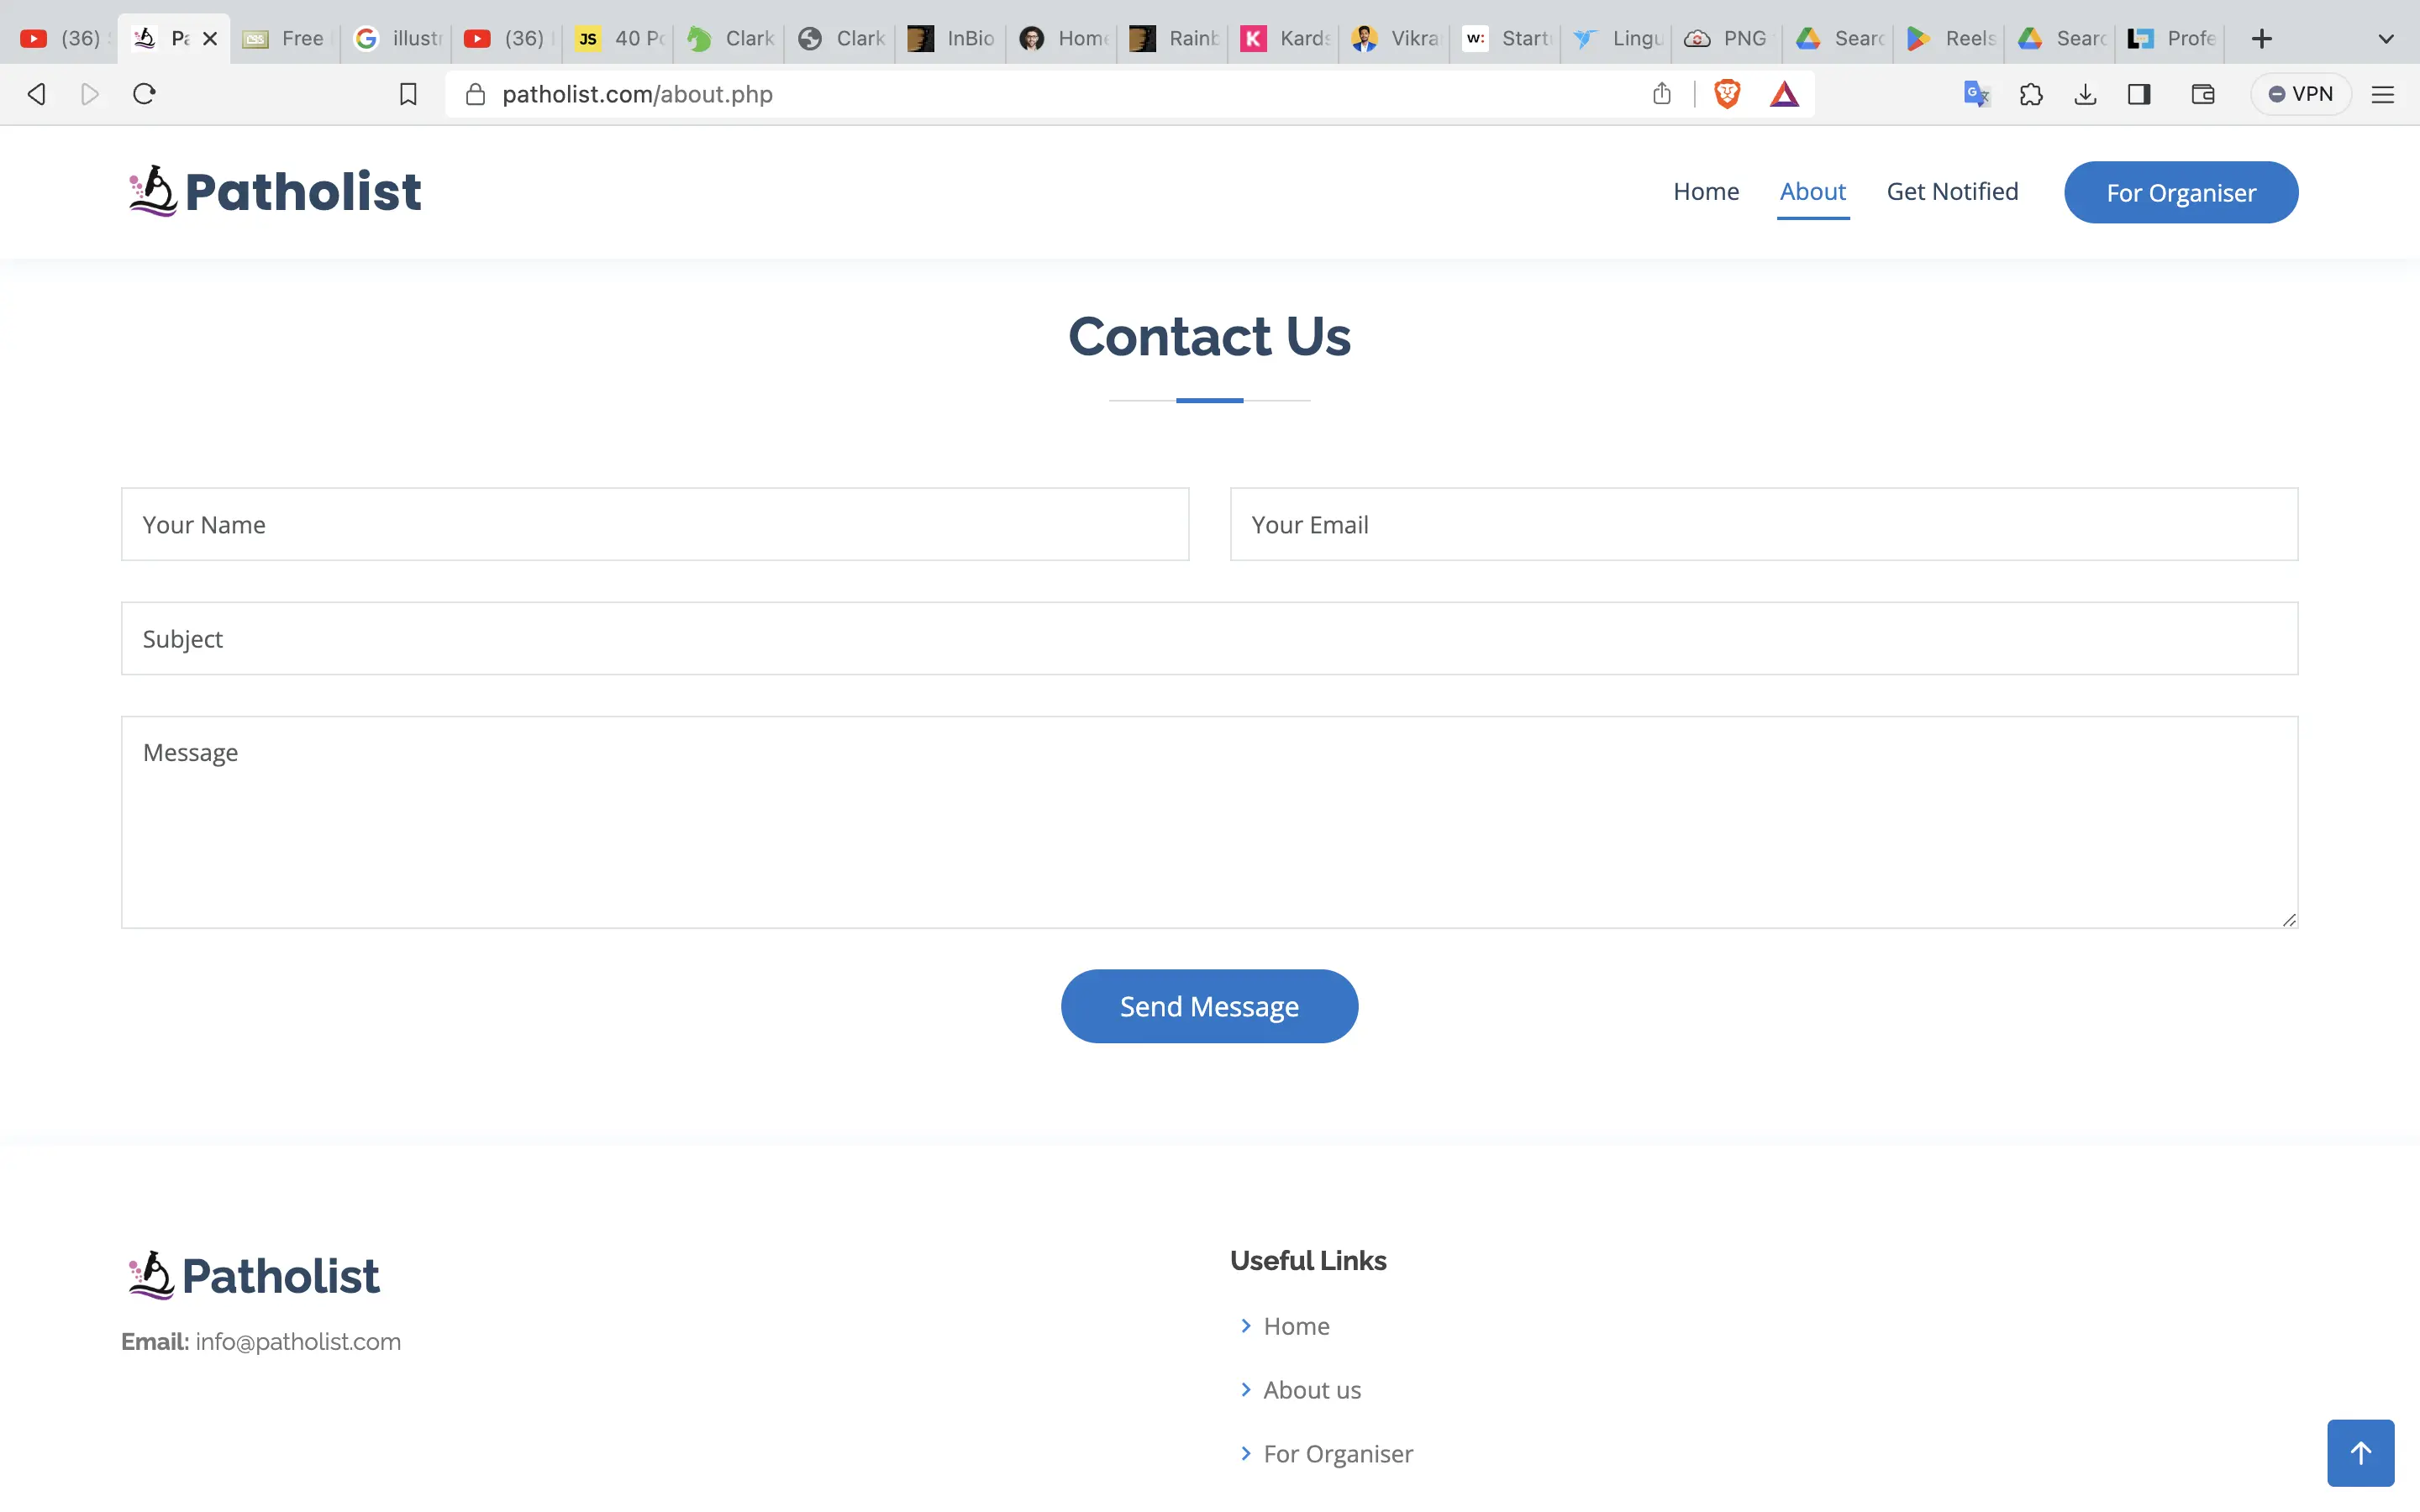 (36)
Pa
Free
illustr
(36)
JS 40 Po
Clark
Clark
InBio
Home
Rainb
K Kards
Vikra
w: Start
Lingu
PNG
Searc
Reels
Searc
Profe
patholist.com/about.php
VPN
Patholist
Home
About
Get Notified
For Organiser
Contact Us
Your Name
Your Email
Subject
Message
Send Message
Patholist
Email: info@patholist.com
Useful Links
Home
About us
For Organiser